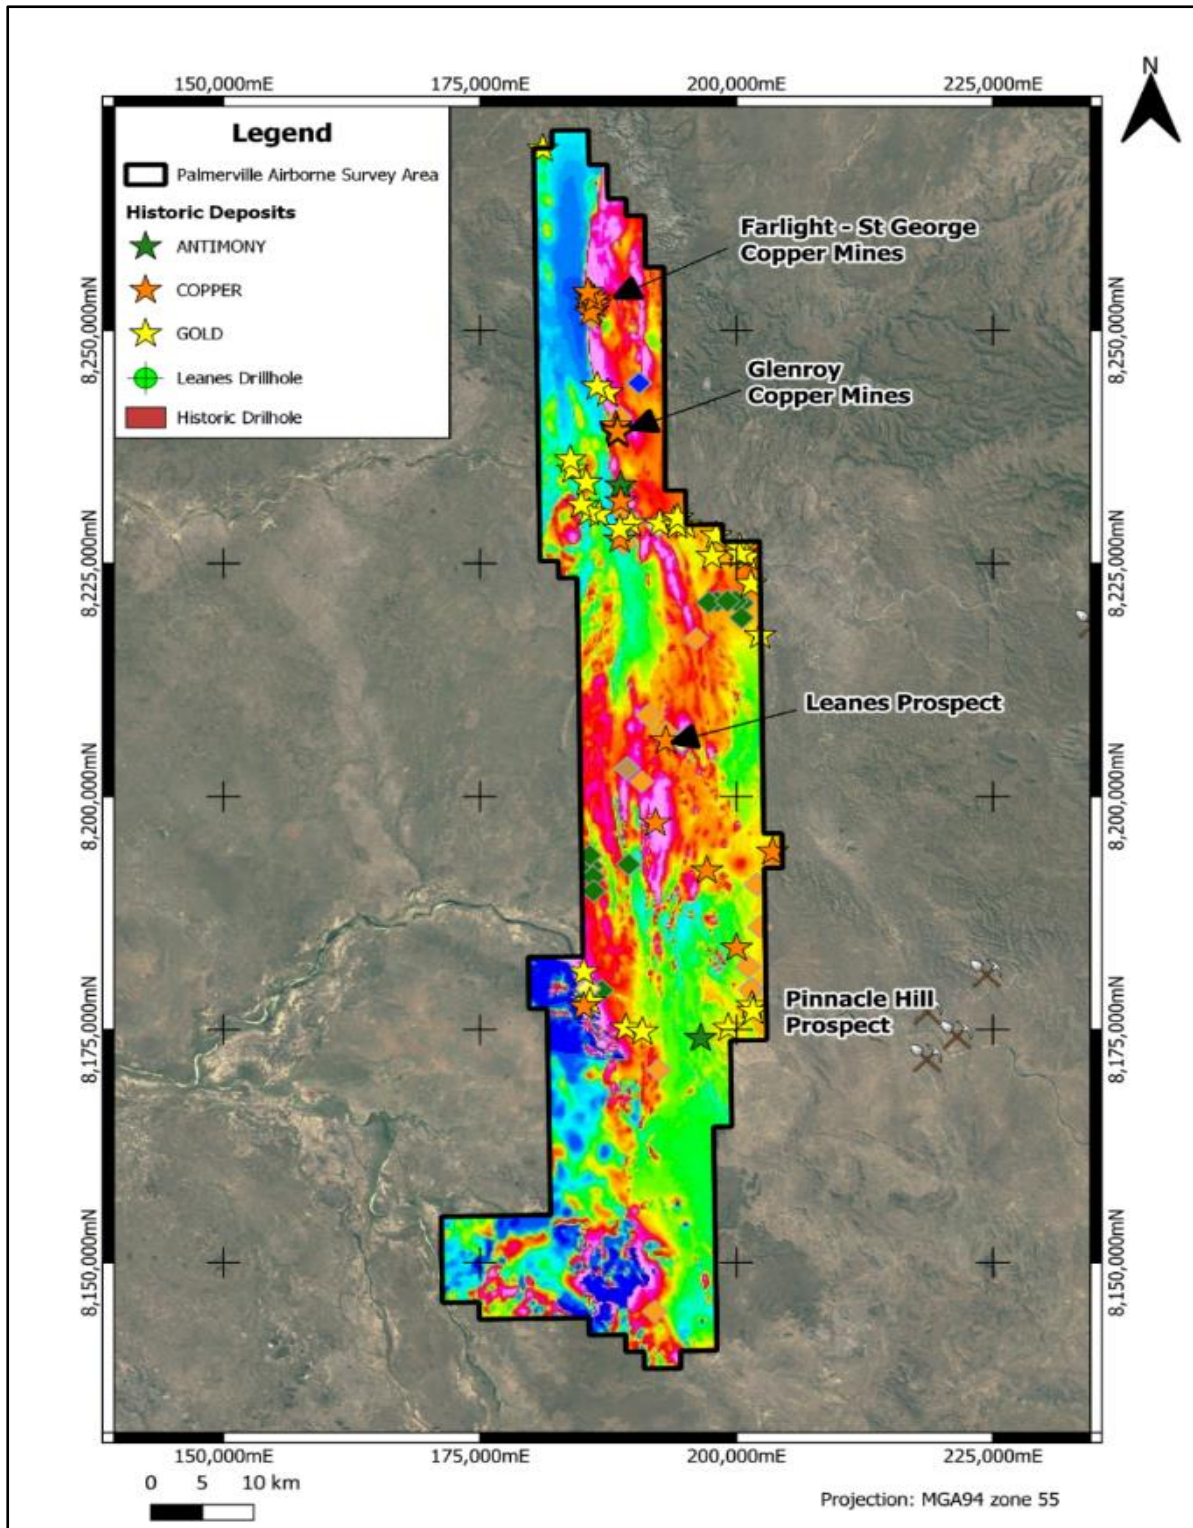 N
150,000mE
175,000mE
200,000mE
225,000mE
Legend
Palmerville Airborne Survey Area
Historic Deposits
ANTIMONY
COPPER
GOLD
Leanes Drillhole
Historic Drilhole
Farlight - St George
Copper Mines
Glenroy
Copper Mines
Leanes Prospect
Pinnacle Hill
Prospect
8,250,000mN
8,225,000mN
8,200,000mN
8,175,000mN
8,150,000mN
8,250,000mN
8,225,000mN
8,200,000mN
8,175,000mN
8,150,000mN
150,000mE
175,000mE
200,000mE
225,000mE
0 5 10 km
Projection: MGA94 zone 55